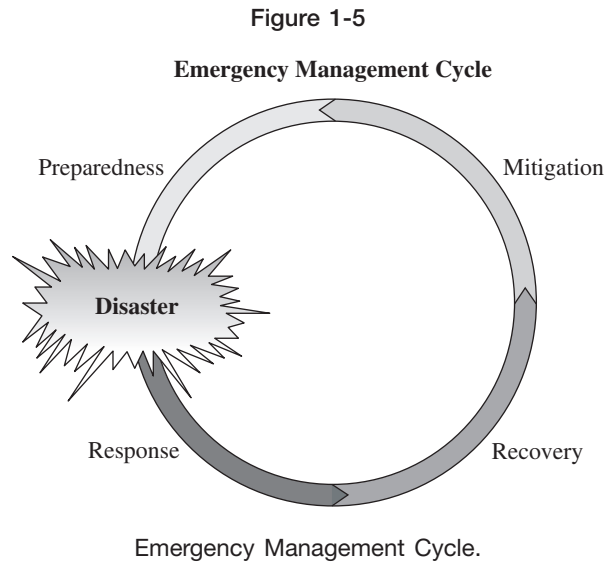 Figure 1-5
Emergency Management Cycle
Preparedness
Mitigation
Disaster
Response
Recovery
Emergency Management Cycle.